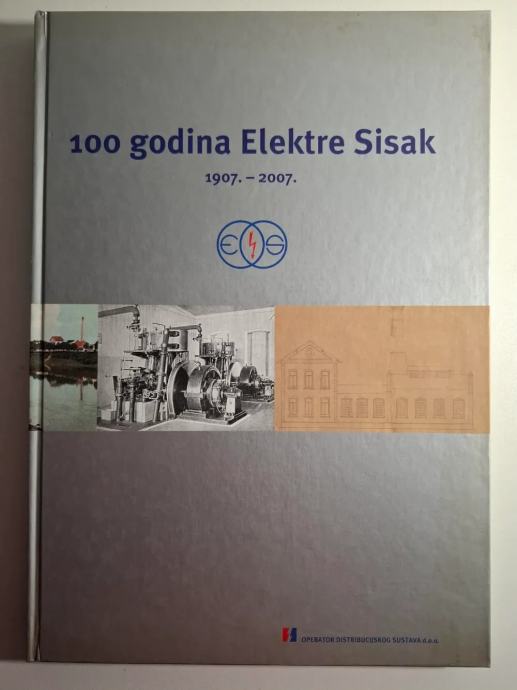 100 godina Elektre Sisak
1907. – 2007.
E S
OPERATOR DISTRIBUCIJSKOG SUSTAVA d.o.o.